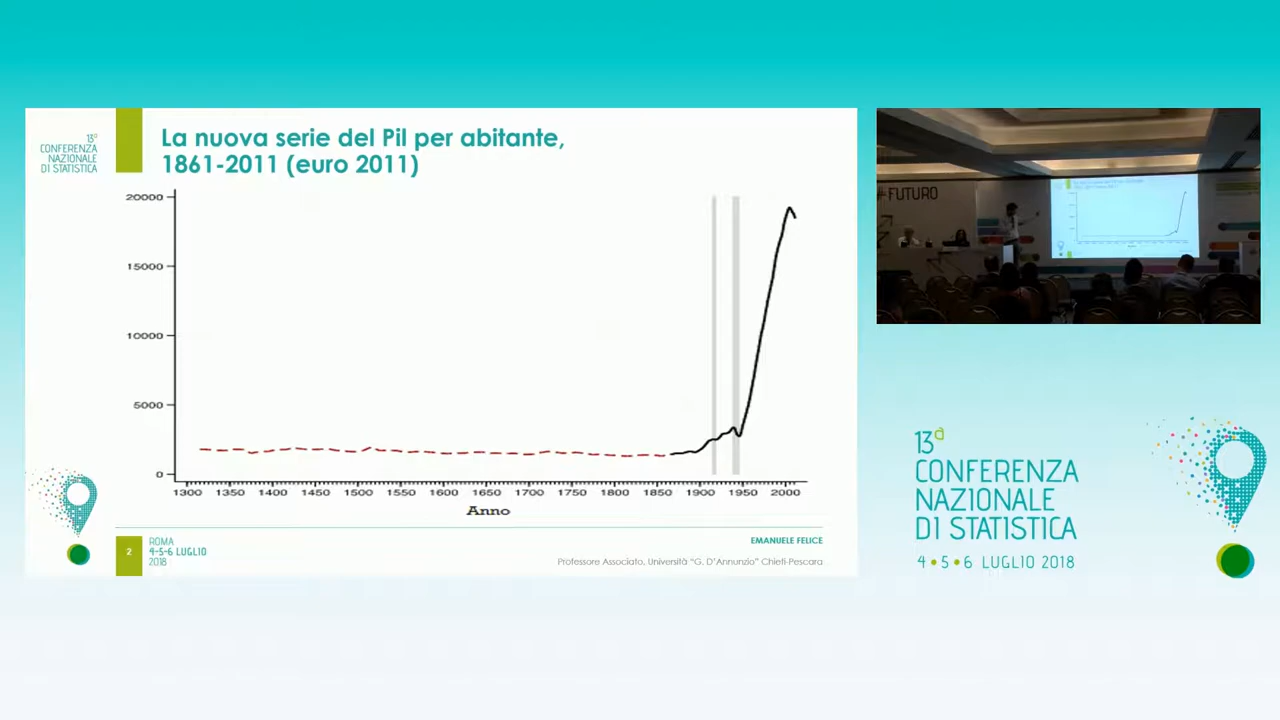 13ª
CONFERENZA
NAZIONALE
DI STATISTICA
La nuova serie del Pil per abitante,
1861-2011 (euro 2011)
20000
15000
10000
5000
0
1300 1350 1400 1450 1500 1550 1600 1650 1700 1750 1800 1850 1900 1950 2000
Anno
2
ROMA
4-5-6 LUGLIO
2018
EMANUELE FELICE
Professore Associato, Università “G. D’Annunzio” Chieti-Pescara
#FUTURO
13ª
CONFERENZA
NAZIONALE
DI STATISTICA
4•5•6 LUGLIO 2018